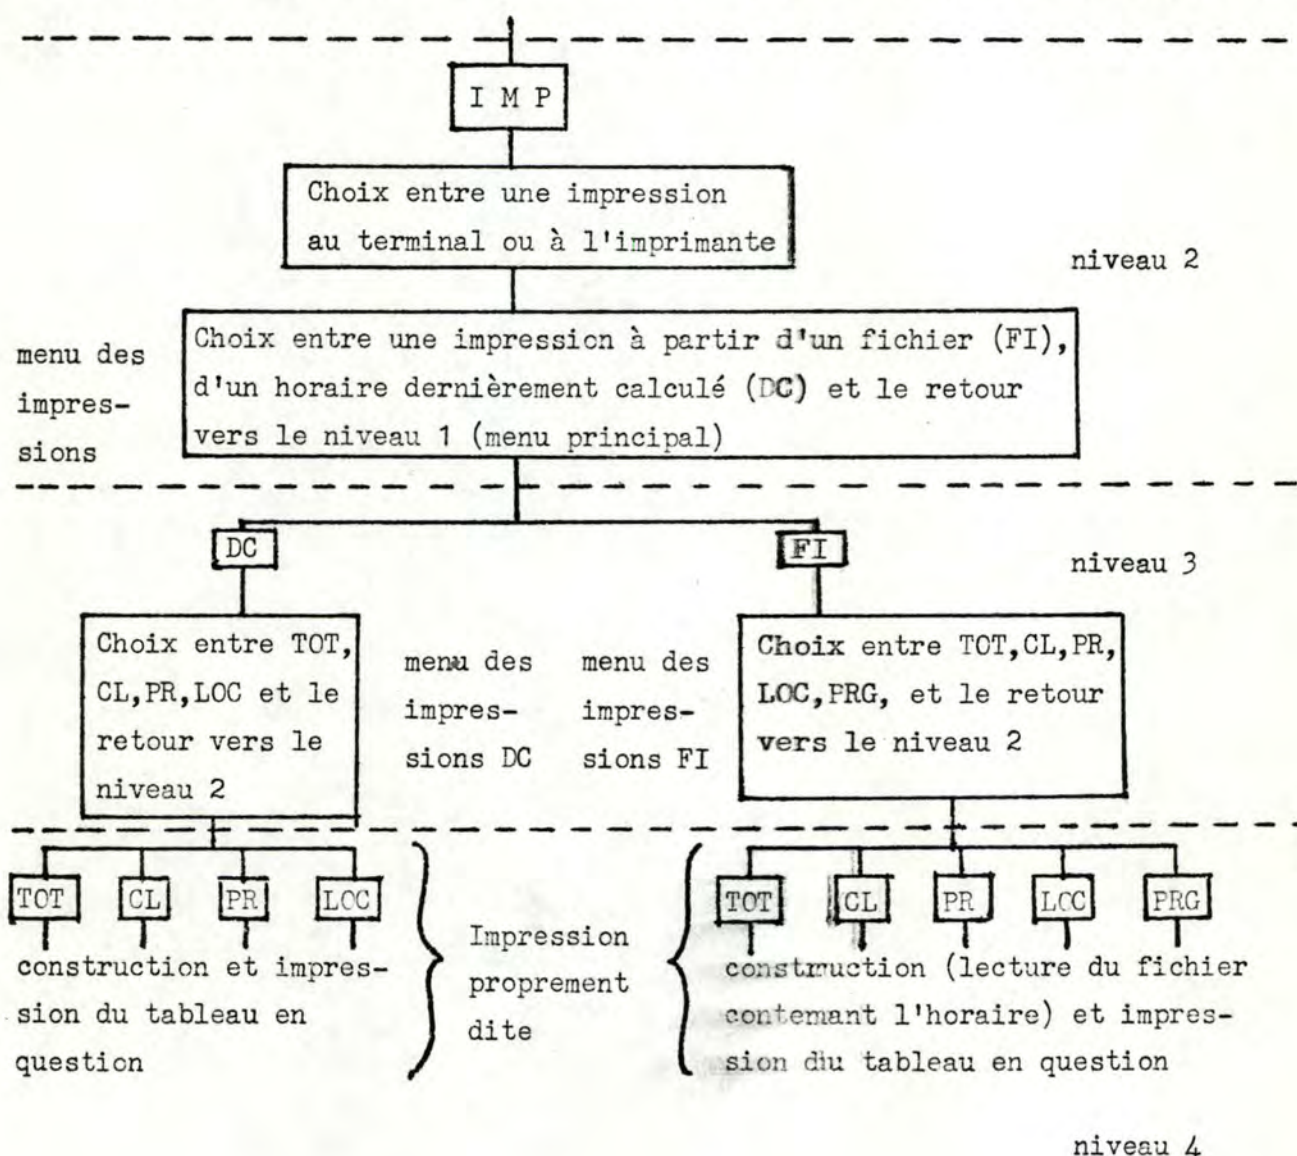 I M P
Choix entre une impression
au terminal ou à l'imprimante
niveau 2
menu des
impres-
sions
Choix entre une impression à partir d'un fichier (FI),
d'un horaire dernièrement calculé (DC) et le retour
vers le niveau 1 (menu principal)
DC
FI
niveau 3
Choix entre TOT,
CL,PR,LOC et le
retour vers le
niveau 2
menu des
impres-
sions DC
menu des
impres-
sions FI
Choix entre TOT,CL,PR,
LOC,PRG, et le retour
vers le niveau 2
TOT CL PR LOC
TOT CL PR LOC PRG
construction et impres-
sion du tableau en
question
Impression
proprement
dite
construction (lecture du fichier
contenant l'horaire) et impres-
sion du tableau en question
niveau 4